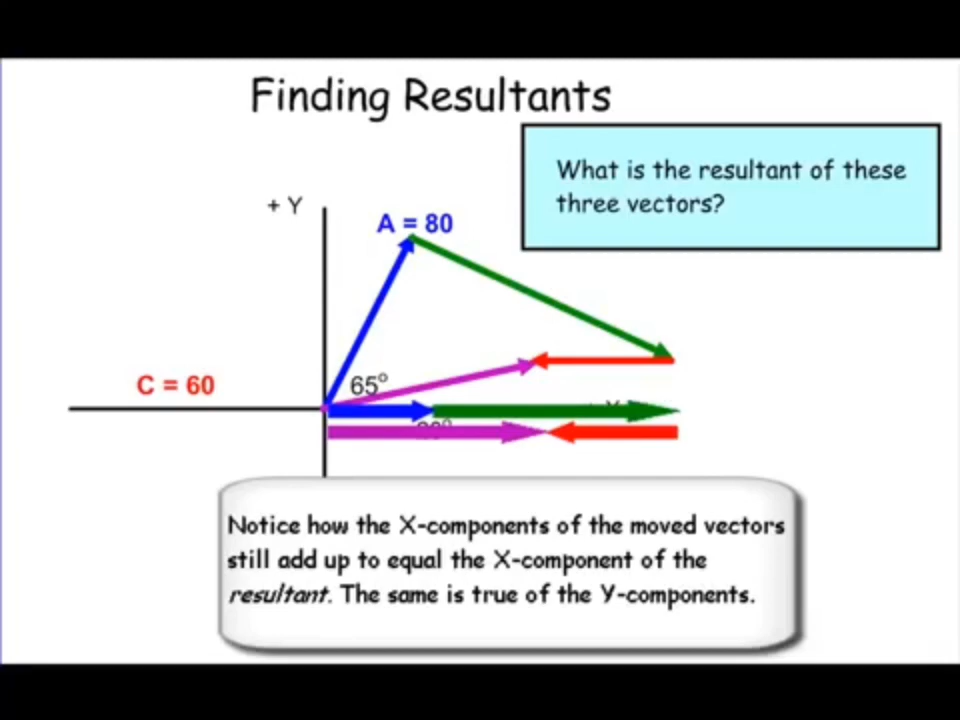 Finding Resultants
What is the resultant of these
three vectors?
+ Y
A = 80
65°
C = 60
Notice how the X-components of the moved vectors
still add up to equal the X-component of the
resultant. The same is true of the Y-components.